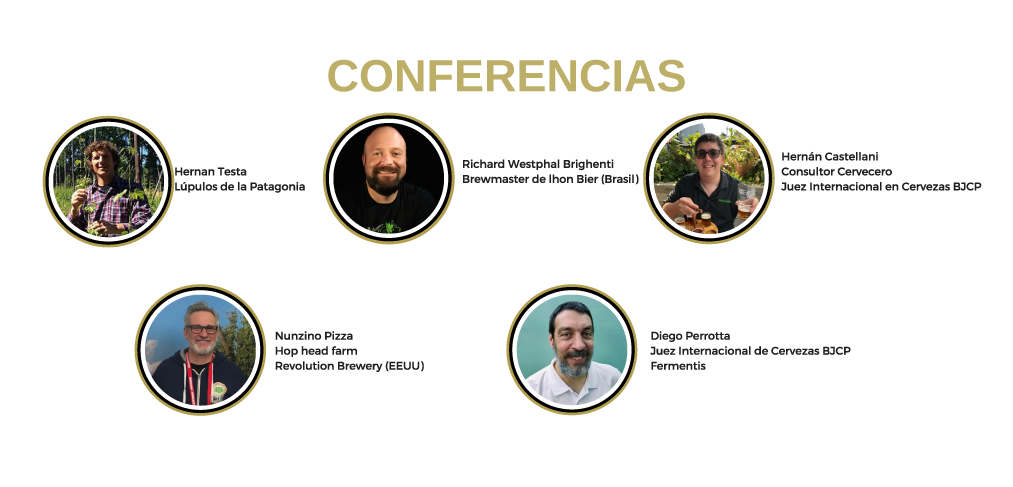 CONFERENCIAS
Hernan Testa
Lúpulos de la Patagonia
Richard Westphal Brighenti
Brewmaster de lhon Bier (Brasil)
Hernán Castellani
Consultor Cervecero
Juez Internacional en Cervezas BJCP
Nunzino Pizza
Hop head farm
Revolution Brewery (EEUU)
Diego Perrotta
Juez Internacional de Cervezas BJCP
Fermentis